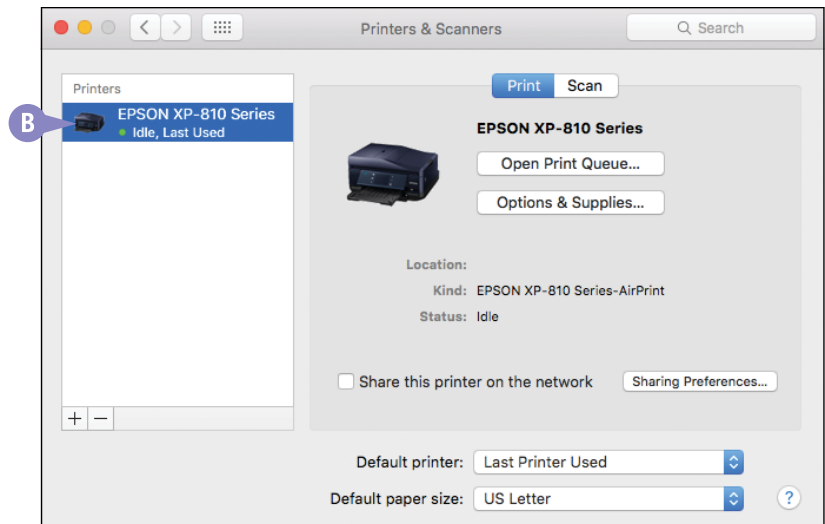 Printers & Scanners
Search
Printers
EPSON XP-810 Series
Idle, Last Used
B
Print Scan
EPSON XP-810 Series
Open Print Queue...
Options & Supplies...
Location:
Kind: EPSON XP-810 Series-AirPrint
Status: Idle
Share this printer on the network Sharing Preferences...
+ −
Default printer: Last Printer Used
Default paper size: US Letter ?